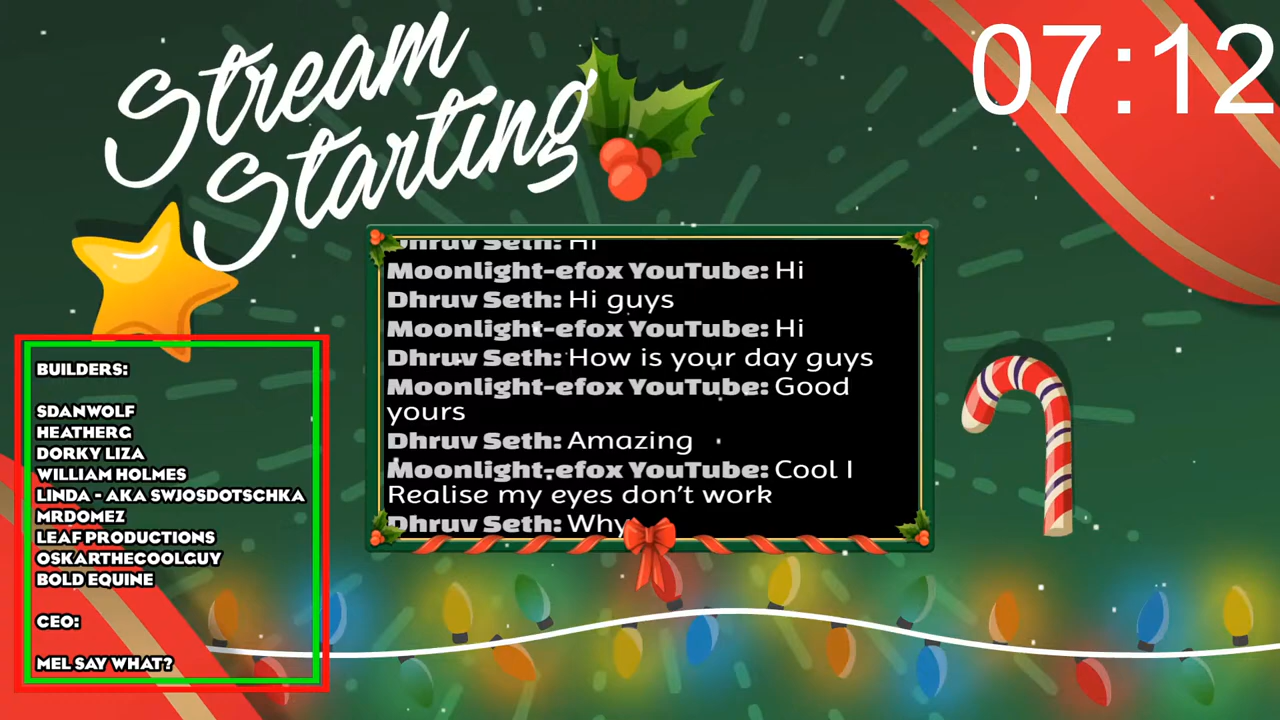 Stream
Starting
07:12
Dhruv Seth: Hi
Moonlight-efox YouTube: Hi
Dhruv Seth: Hi guys
Moonlight-efox YouTube: Hi
Dhruv Seth: How is your day guys
Moonlight-efox YouTube: Good
yours
Dhruv Seth: Amazing
Moonlight-efox YouTube: Cool I
Realise my eyes don't work
Dhruv Seth: Why
BUILDERS:
SDANWOLF
HEATHERG
DORKY LIZA
WILLIAM HOLMES
LINDA - AKA SWJOSDOTSCHKA
MRDOMEZ
LEAF PRODUCTIONS
OSKARTHECOOLGUY
BOLD EQUINE
CEO:
MEL SAY WHAT?